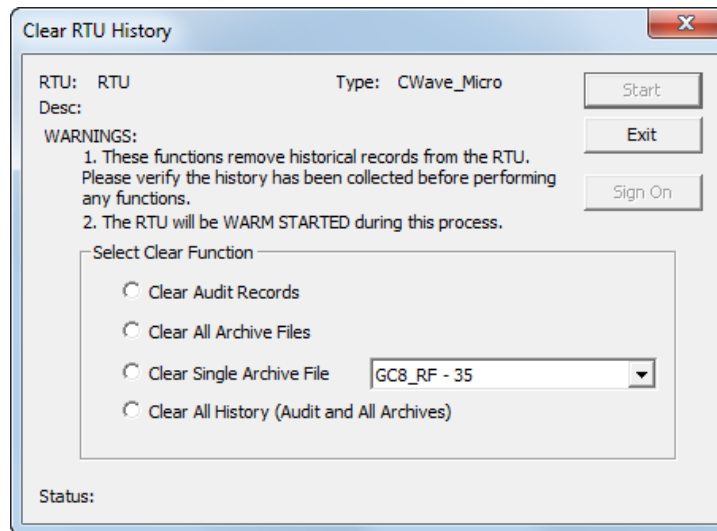 Clear RTU History
RTU: RTU Type: CWave_Micro
Start
Desc:
Exit
WARNINGS:
1. These functions remove historical records from the RTU.
Please verify the history has been collected before performing
any functions.
Sign On
2. The RTU will be WARM STARTED during this process.
Select Clear Function
Clear Audit Records
Clear All Archive Files
Clear Single Archive File GC8_RF - 35
Clear All History (Audit and All Archives)
Status: